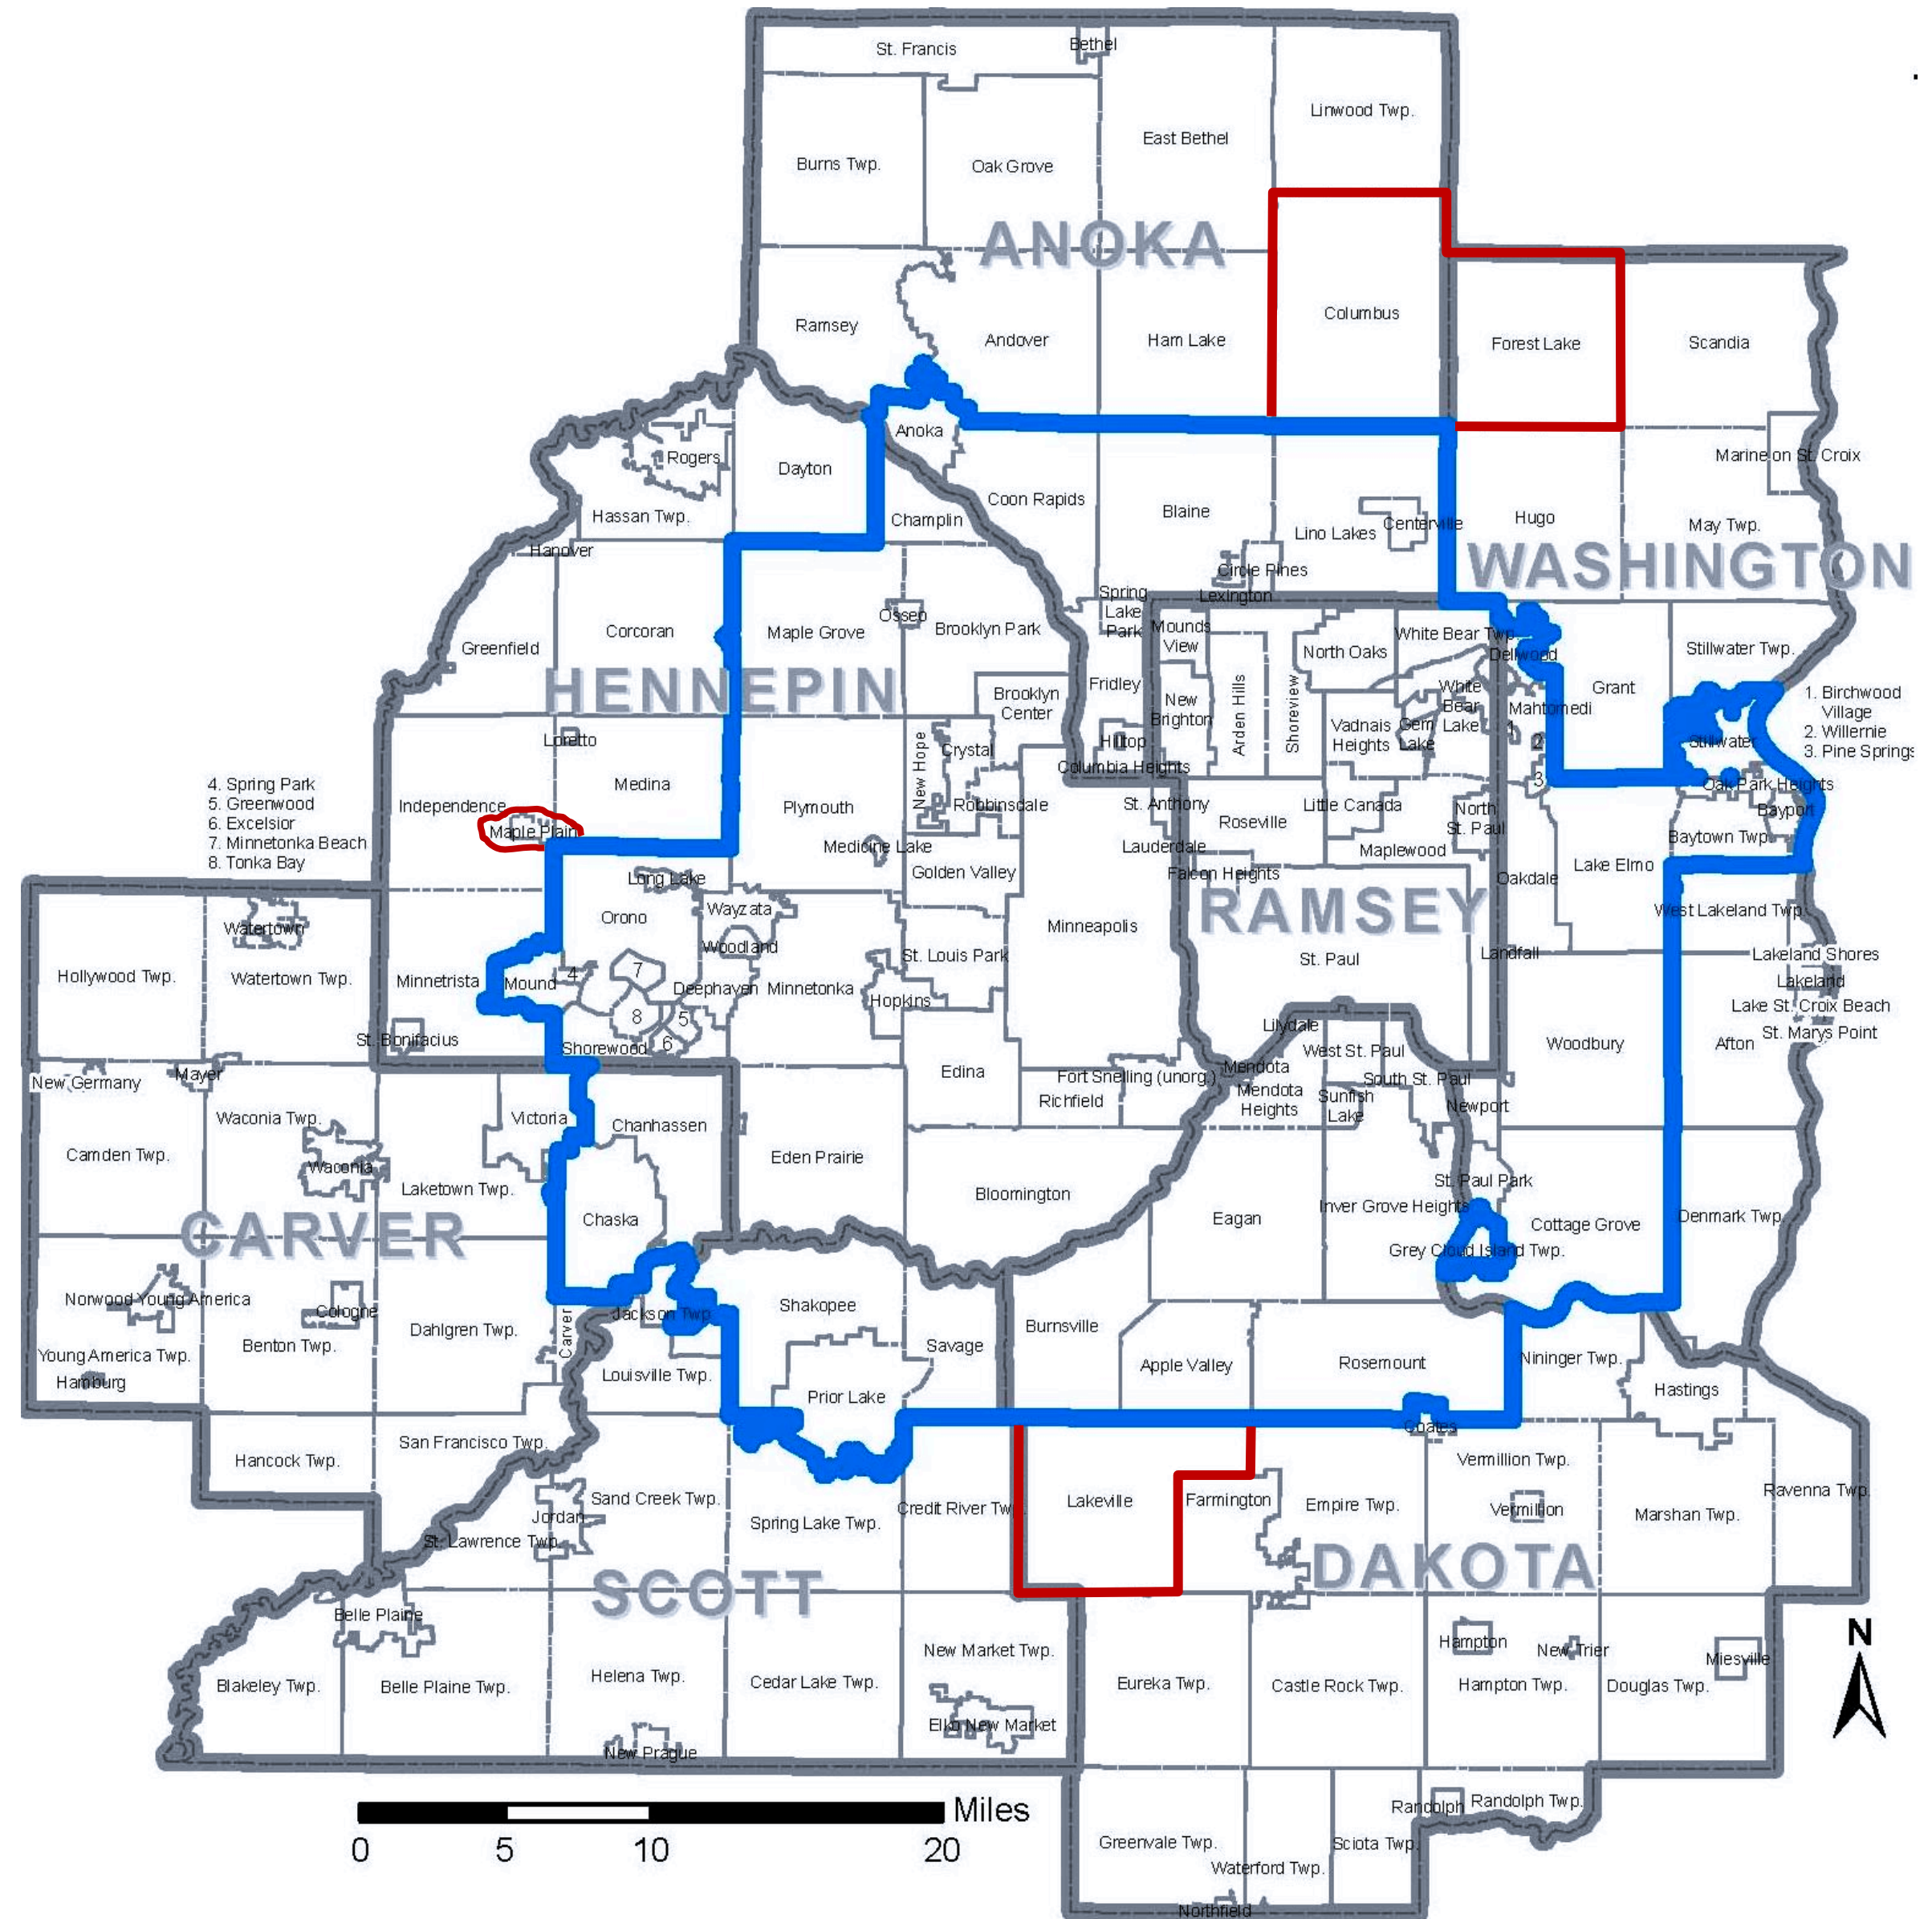 St. Francis
Bethel
Linwood Twp.
East Bethel
Burns Twp.
Oak Grove
ANOKA
Columbus
Ramsey
Andover
Ham Lake
Forest Lake
Scandia
Anoka
Rogers
Dayton
Marine on St. Croix
Coon Rapids
Blaine
Hassan Twp.
Champlin
Lino Lakes
Centerville
Hugo
May Twp.
Hanover
WASHINGTON
Circle Pines
Lexington
Spring
Lake
Park
Osseo
Corcoran
Maple Grove
Brooklyn Park
Mounds
View
White Bear Twp.
Greenfield
North Oaks
Dellwood
Stillwater Twp.
HENNEPIN
Brooklyn
Center
Fridley
New
Brighton
Arden Hills
Shoreview
White
Bear
Lake
Grant
Mahtomedi
1. Birchwood
Village
2. Willernie
3. Pine Springs
Vadnais
Heights
Gem
Lake
1
2
3
Loretto
New Hope
Crystal
Hilltop
Stillwater
Columbia Heights
Medina
Oak Park Heights
4. Spring Park
5. Greenwood
6. Excelsior
7. Minnetonka Beach
8. Tonka Bay
Independence
Plymouth
Robbinsdale
St. Anthony
Little Canada
North
St. Paul
Bayport
Maple Plain
Roseville
Baytown Twp.
Medicine Lake
Lauderdale
Maplewood
Long Lake
Golden Valley
Falcon Heights
Oakdale
Lake Elmo
Orono
Wayzata
RAMSEY
West Lakeland Twp.
Watertown
Minneapolis
Woodland
St. Louis Park
Landfall
Lakeland Shores
Hollywood Twp.
Watertown Twp.
Minnetrista
Mound
4
7
Deephaven
Minnetonka
St. Paul
Lakeland
Hopkins
Lake St. Croix Beach
8
5
6
Lilydale
St. Marys Point
St. Bonifacius
Shorewood
West St. Paul
Woodbury
Afton
New Germany
Mayer
Edina
Fort Snelling (unorg.)
Mendota
South St. Paul
Richfield
Mendota
Heights
Sunfish
Lake
Newport
Waconia Twp.
Victoria
Chanhassen
Camden Twp.
Waconia
Eden Prairie
Laketown Twp.
Bloomington
St. Paul Park
CARVER
Chaska
Eagan
Inver Grove Heights
Cottage Grove
Denmark Twp.
Grey Cloud Island Twp.
Norwood Young America
Cologne
Jackson Twp.
Shakopee
Benton Twp.
Dahlgren Twp.
Carver
Savage
Burnsville
Young America Twp.
Louisville Twp.
Apple Valley
Rosemount
Nininger Twp.
Hamburg
Prior Lake
Hastings
Coates
Hancock Twp.
San Francisco Twp.
Vermillion Twp.
Sand Creek Twp.
Jordan
Spring Lake Twp.
Credit River Twp.
Lakeville
Farmington
Empire Twp.
Vermillion
Marshan Twp.
Ravenna Twp.
St. Lawrence Twp.
SCOTT
DAKOTA
Belle Plaine
Hampton
New Trier
Miesville
N
New Market Twp.
Blakeley Twp.
Belle Plaine Twp.
Helena Twp.
Cedar Lake Twp.
Eureka Twp.
Castle Rock Twp.
Hampton Twp.
Douglas Twp.
Elko New Market
New Prague
Miles
0
5
10
20
Randolph
Randolph Twp.
Greenvale Twp.
Waterford Twp.
Sciota Twp.
Northfield